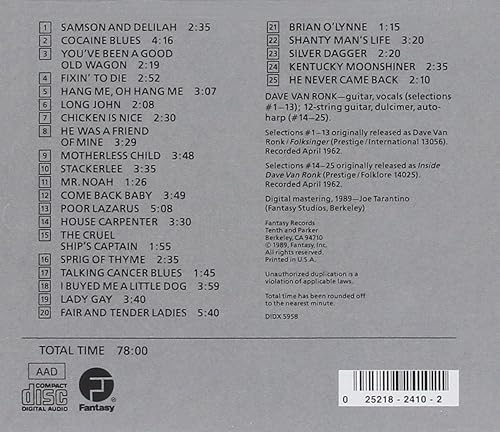 1 SAMSON AND DELILAH 2:35
2 COCAINE BLUES 4:16
3 YOU'VE BEEN A GOOD
OLD WAGON 2:19
4 FIXIN' TO DIE 2:52
5 HANG ME, OH HANG ME 3:07
6 LONG JOHN 2:08
7 CHICKEN IS NICE 2:30
8 HE WAS A FRIEND
OF MINE 3:29
9 MOTHERLESS CHILD 3:48
10 STACKERLEE 3:35
11 MR. NOAH 1:26
12 COME BACK BABY 3:49
13 POOR LAZARUS 5:08
14 HOUSE CARPENTER 3:30
15 THE CRUEL
SHIP'S CAPTAIN 1:55
16 SPRIG OF THYME 2:35
17 TALKING CANCER BLUES 1:45
18 I BUYED ME A LITTLE DOG 3:59
19 LADY GAY 3:40
20 FAIR AND TENDER LADIES 5:40
21 BRIAN O'LYNNE 1:15
22 SHANTY MAN'S LIFE 3:20
23 SILVER DAGGER 2:20
24 KENTUCKY MOONSHINER 3:35
25 HE NEVER CAME BACK 2:10
DAVE VAN RONK—guitar, vocals (selections
#1–13); 12-string guitar, dulcimer, auto-
harp (#14–25).
Selections #1–13 originally released as Dave Van
Ronk / Folksinger (Prestige / International 13056).
Recorded April 1962.
Selections #14–25 originally released as Inside
Dave Van Ronk (Prestige / Folklore 14025).
Recorded April 1962.
Digital mastering, 1989—Joe Tarantino
(Fantasy Studios, Berkeley)
Fantasy Records
Tenth and Parker
Berkeley, CA 94710
© 1989, Fantasy, Inc.
All rights reserved.
Printed in U.S.A.
Unauthorized duplication is a
violation of applicable laws.
Total time has been rounded off
to the nearest minute.
DIDX 5958
TOTAL TIME 78:00
AAD
COMPACT
disc
DIGITAL AUDIO
Fantasy
0 25218-2410-2